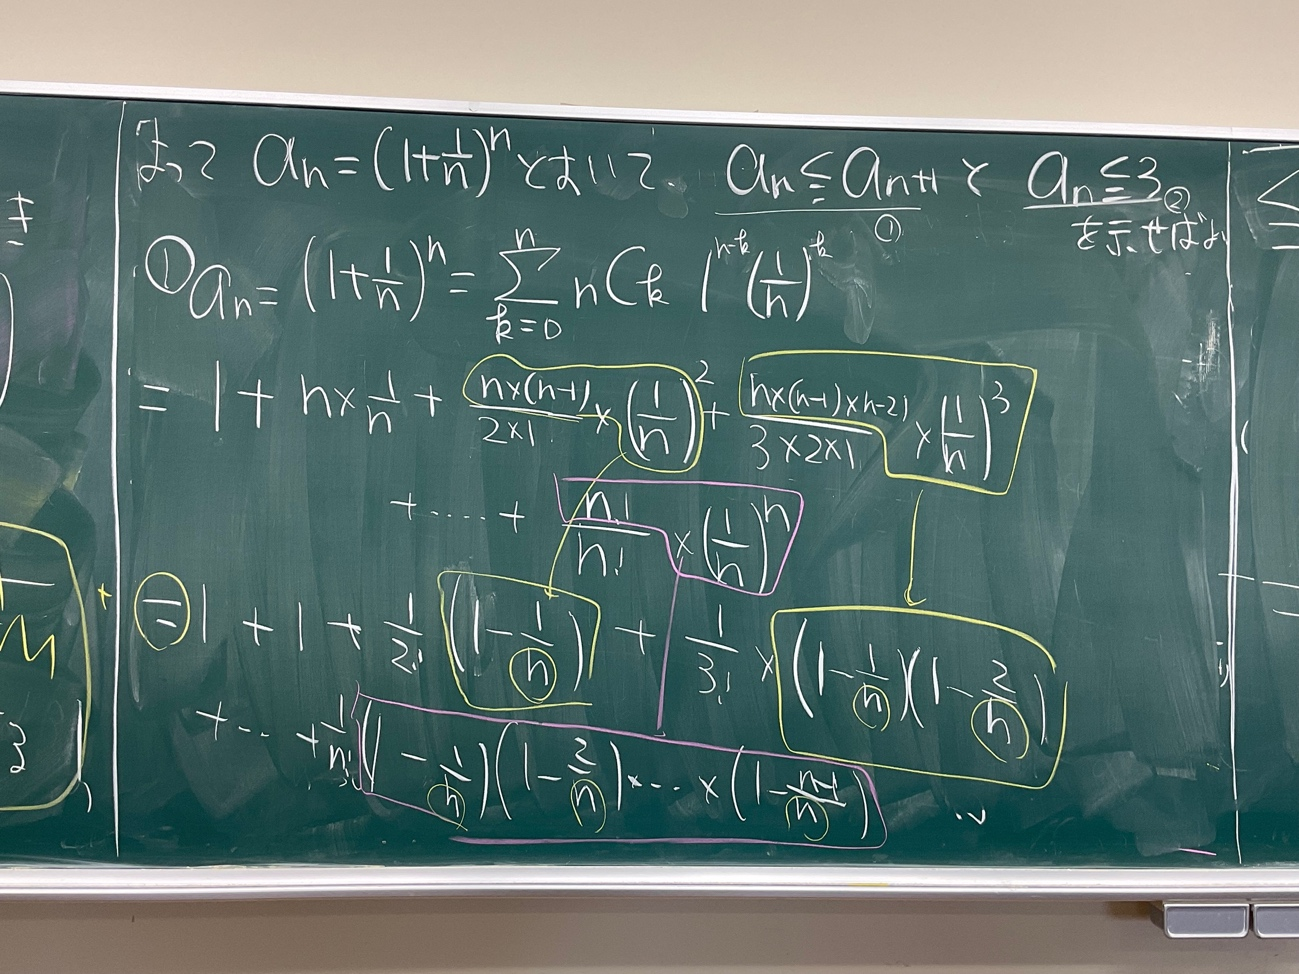 よって an=(1+1/n)^n とおいて、 an≦an+1 ① と an≦3 ②
を示せばよい
① an=(1+1/n)^n=Σ[k=0→n] nCk 1^(n-k) (1/n)^k
=1+n×1/n+n×(n-1)/2×1×(1/n)^2+n×(n-1)×(n-2)/3×2×1×(1/n)^3
+‥‥+n!/n!×(1/n)^n
=1+1+1/2!(1-1/n)+1/3!×(1-1/n)(1-2/n)
+‥+1/n!(1-1/n)(1-2/n)×‥×(1-n-1/n)